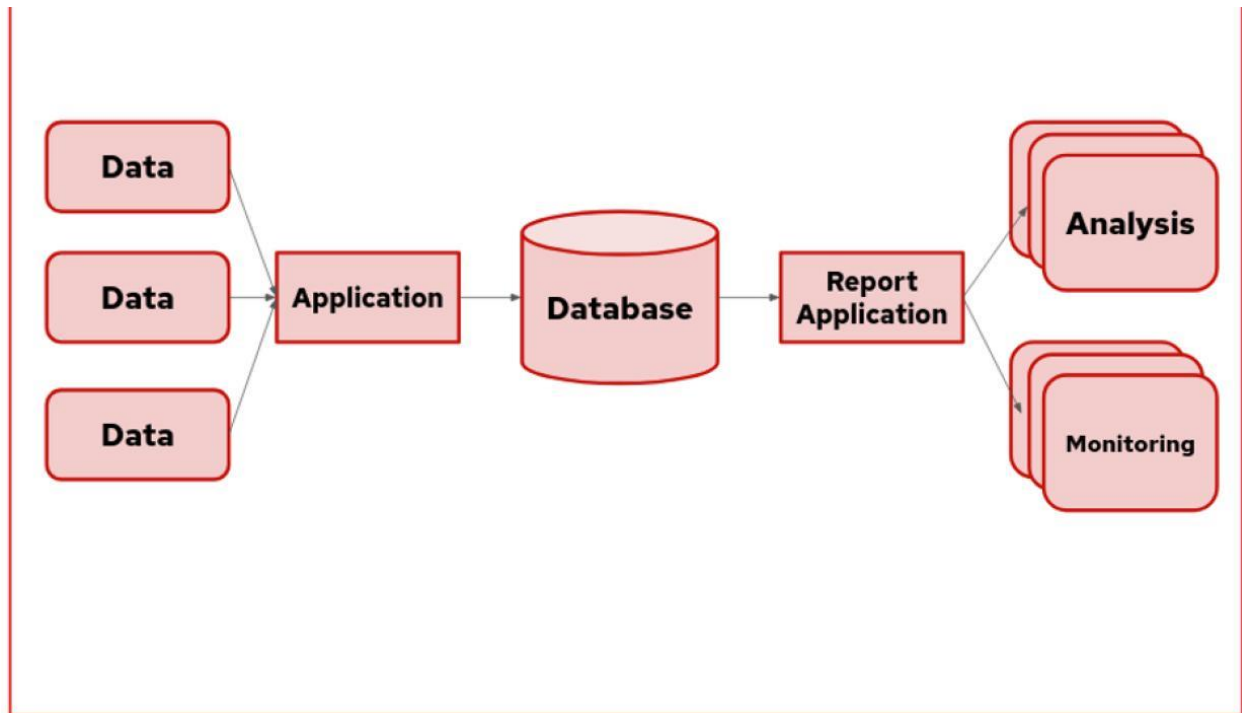 Data
Data
Data
Application
Database
Report
Application
Analysis
Monitoring